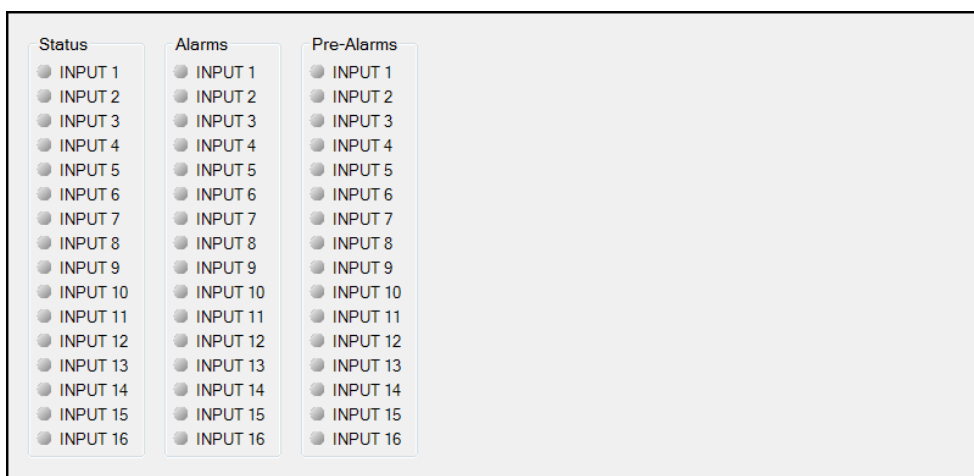 Status
INPUT 1
INPUT 2
INPUT 3
INPUT 4
INPUT 5
INPUT 6
INPUT 7
INPUT 8
INPUT 9
INPUT 10
INPUT 11
INPUT 12
INPUT 13
INPUT 14
INPUT 15
INPUT 16
Alarms
INPUT 1
INPUT 2
INPUT 3
INPUT 4
INPUT 5
INPUT 6
INPUT 7
INPUT 8
INPUT 9
INPUT 10
INPUT 11
INPUT 12
INPUT 13
INPUT 14
INPUT 15
INPUT 16
Pre-Alarms
INPUT 1
INPUT 2
INPUT 3
INPUT 4
INPUT 5
INPUT 6
INPUT 7
INPUT 8
INPUT 9
INPUT 10
INPUT 11
INPUT 12
INPUT 13
INPUT 14
INPUT 15
INPUT 16